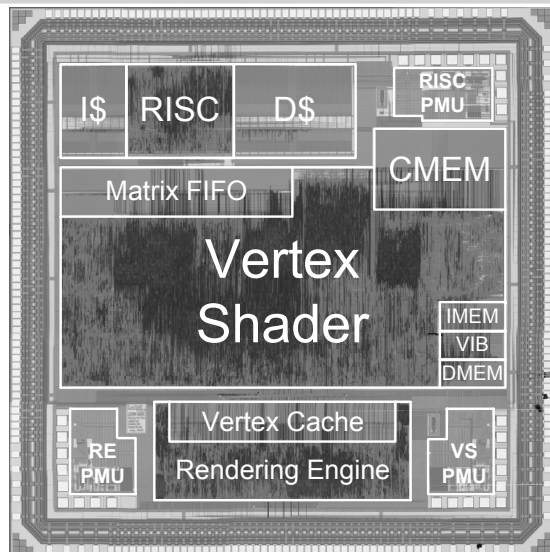 I$
RISC
D$
RISC
PMU
CMEM
Matrix FIFO
Vertex
Shader
IMEM
VIB
DMEM
Vertex Cache
Rendering Engine
RE
PMU
VS
PMU